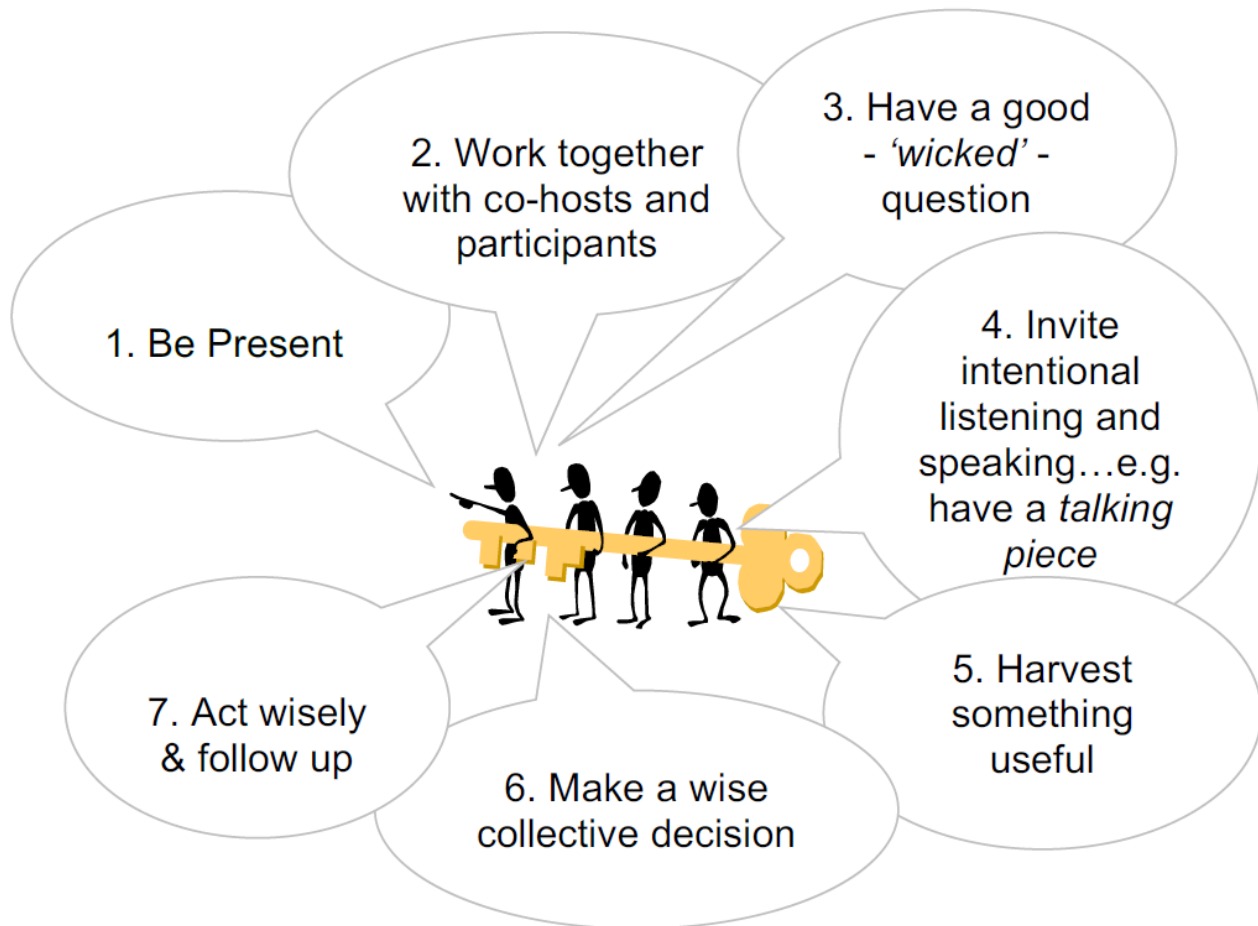 1. Be Present
2. Work together
with co-hosts and
participants
3. Have a good
- ‘wicked’ -
question
4. Invite
intentional
listening and
speaking…e.g.
have a talking
piece
5. Harvest
something
useful
6. Make a wise
collective decision
7. Act wisely
& follow up